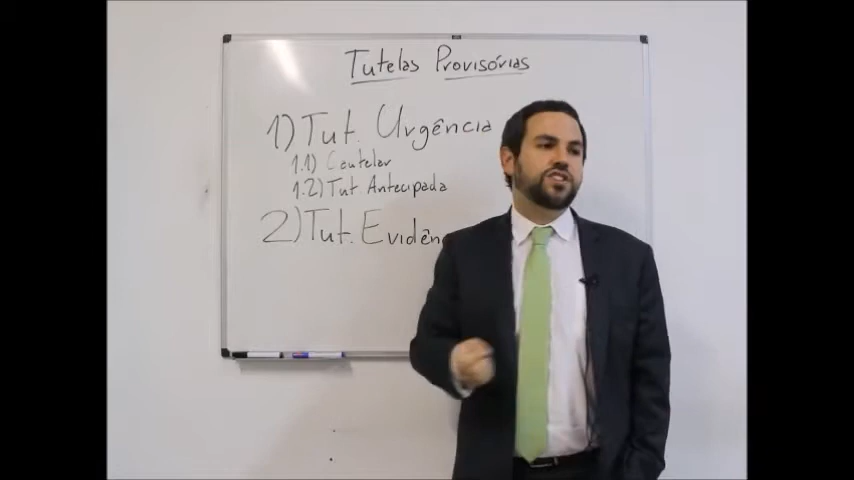 Tutelas Provisórias
1) Tut. Urgência
1.1) Cautelar
1.2) Tut Antecipada
2) Tut. Evidên